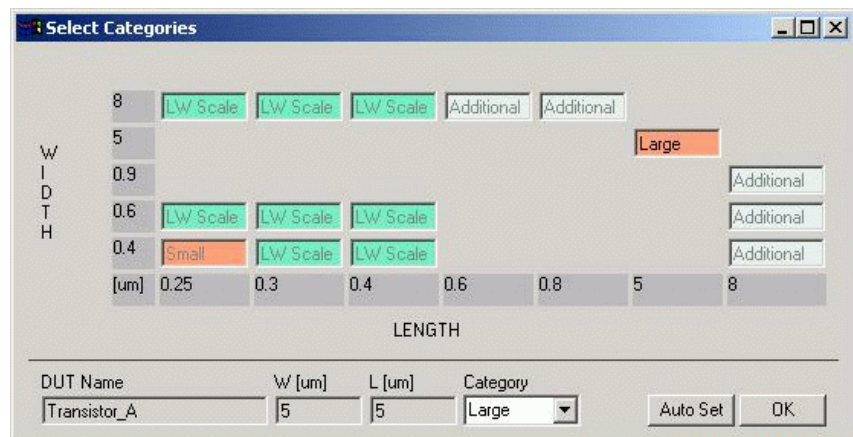 Select Categories
8 LW Scale LW Scale LW Scale Additional Additional
5 Large
0.9 Additional
0.6 LW Scale LW Scale LW Scale Additional
0.4 Small LW Scale LW Scale Additional
WIDTH
[um] 0.25 0.3 0.4 0.6 0.8 5 8
LENGTH
DUT Name W [um] L [um] Category
Transistor_A 5 5 Large Auto Set OK